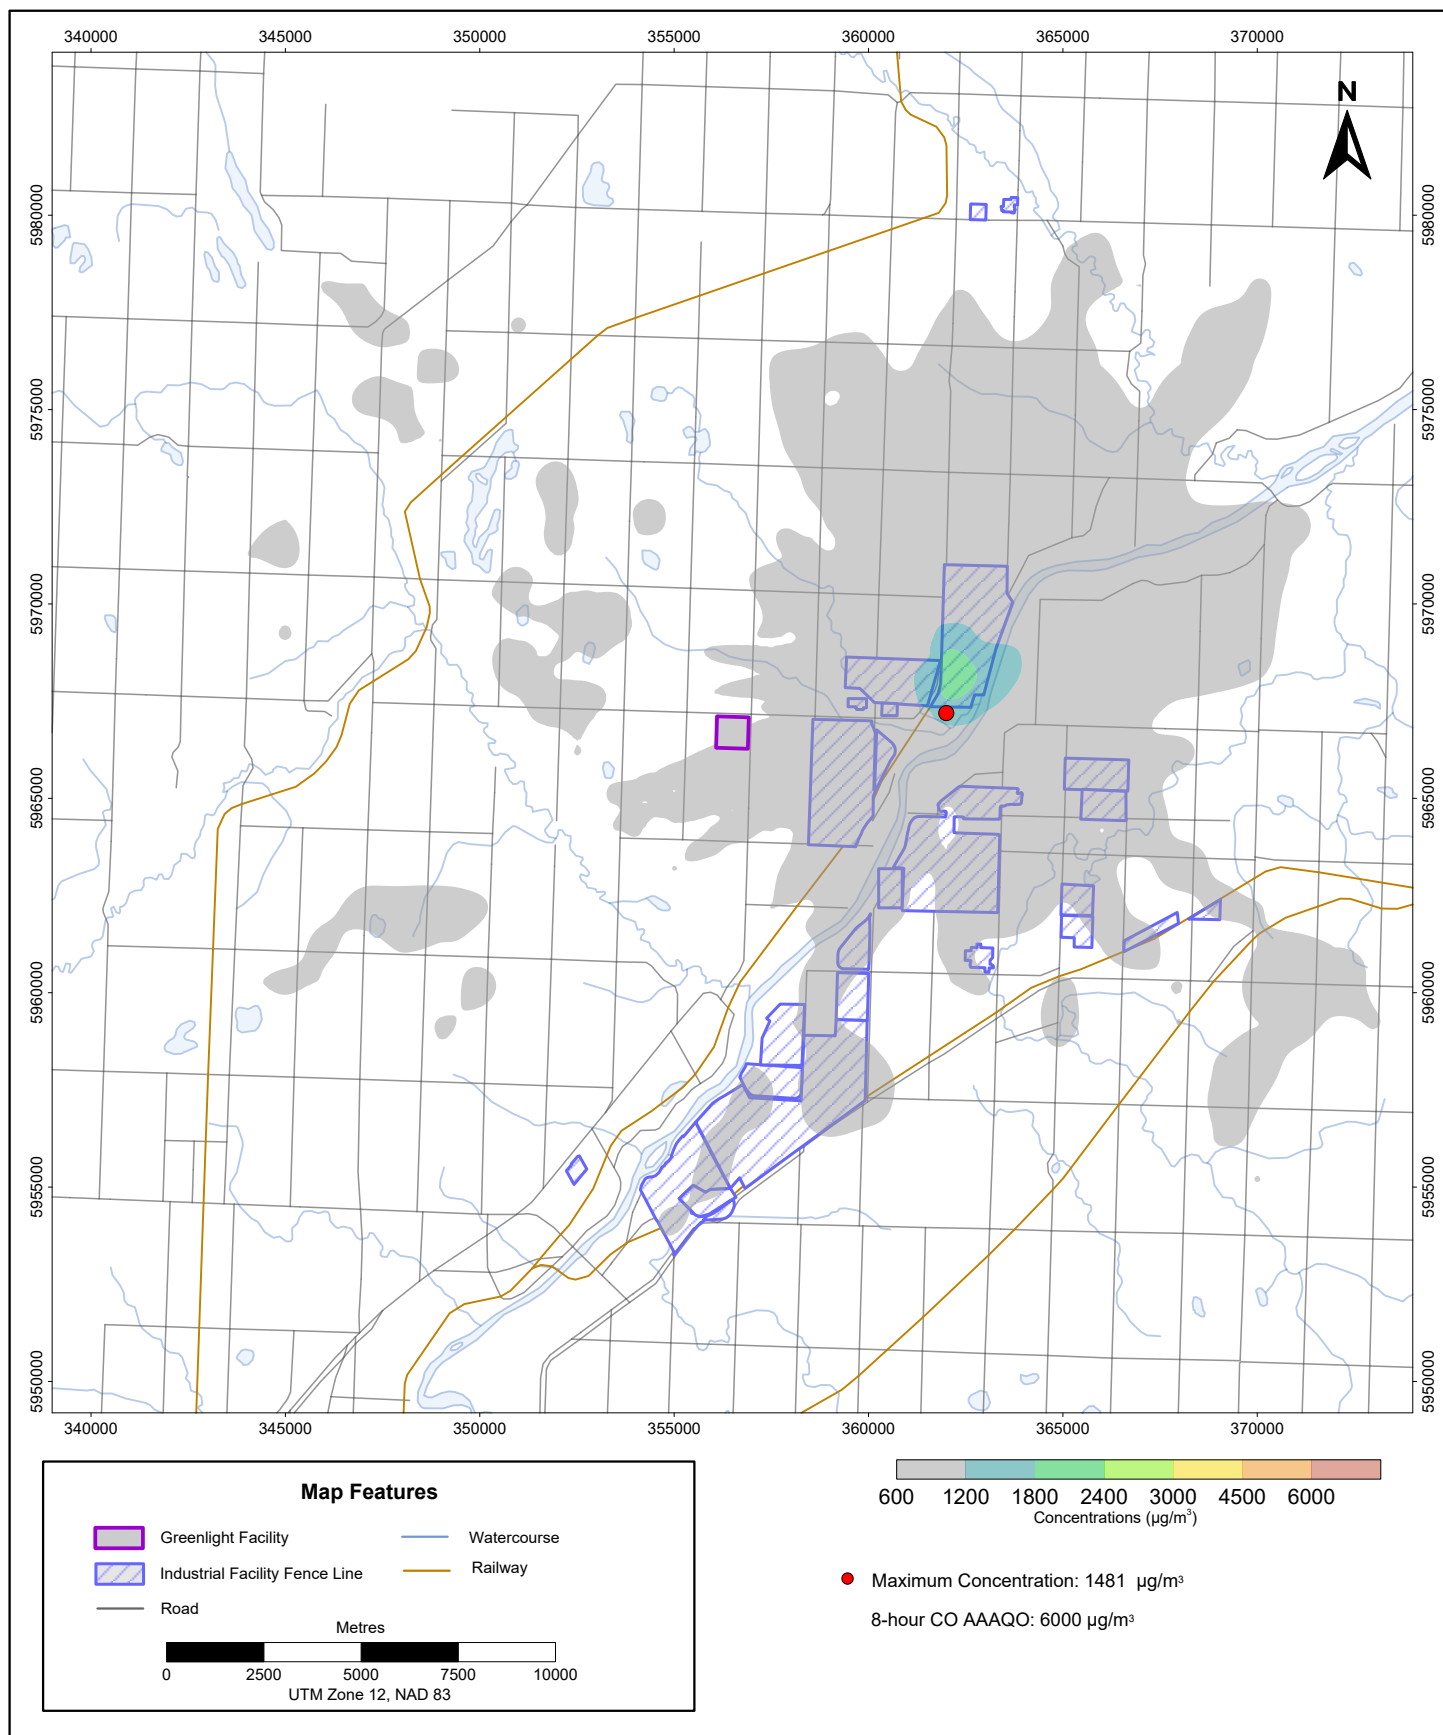 340000 345000 350000 355000 360000 365000 370000
N
5980000 5980000
5975000 5975000
5970000 5970000
5965000 5965000
5960000 5960000
5955000 5955000
5950000 5950000
340000 345000 350000 355000 360000 365000 370000
Map Features
Greenlight Facility
Watercourse
Industrial Facility Fence Line
Railway
Road
Metres
0 2500 5000 7500 10000
UTM Zone 12, NAD 83
600 1200 1800 2400 3000 4500 6000
Concentrations (µg/m³)
Maximum Concentration: 1481 µg/m³
8-hour CO AAAQO: 6000 µg/m³